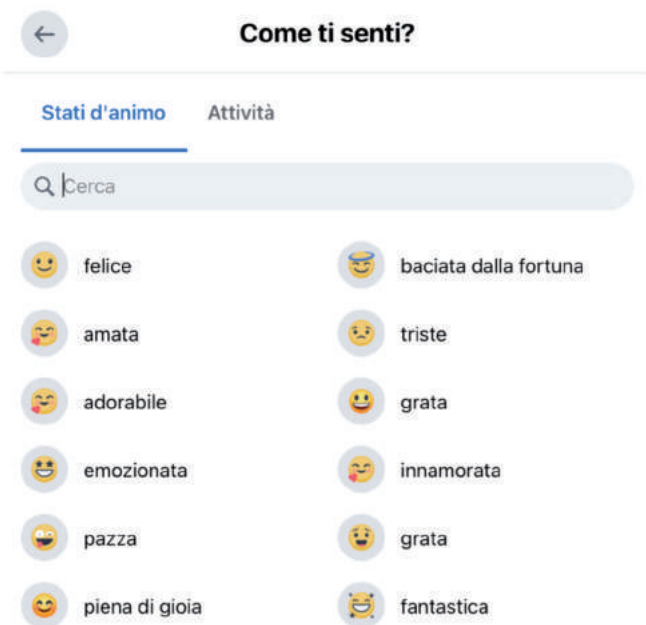 Come ti senti?
Stati d'animo Attività
Cerca
felice baciata dalla fortuna
amata triste
adorabile grata
emozionata innamorata
pazza grata
piena di gioia fantastica